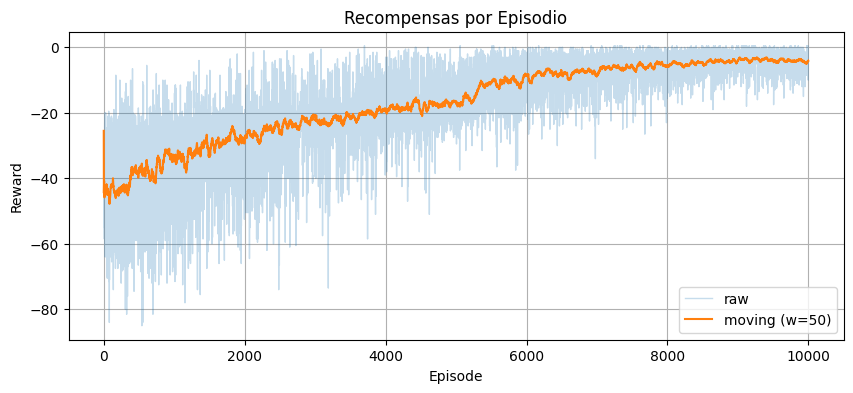 Recompensas por Episodio
Reward
0
−20
−40
−60
−80
raw
moving (w=50)
0
2000
4000
6000
8000
10000
Episode